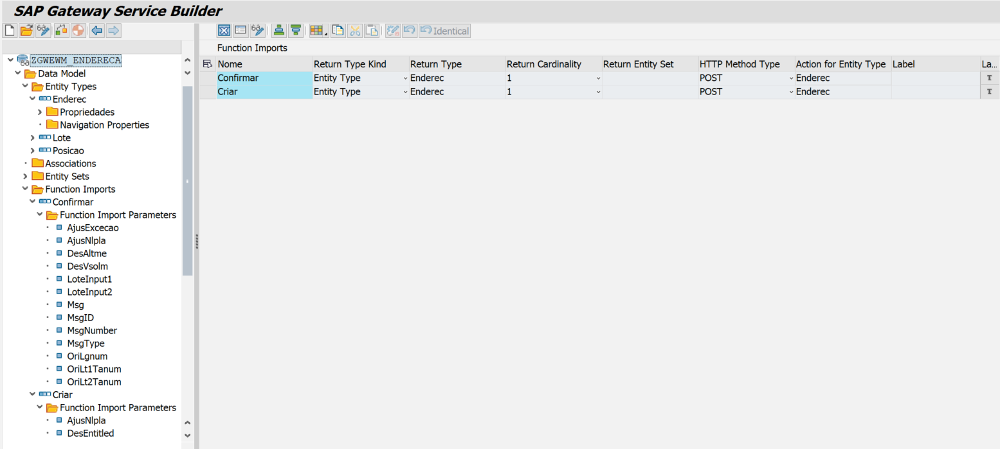 SAP Gateway Service Builder
Identical
Function Imports
Nome Return Type Kind Return Type Return Cardinality Return Entity Set HTTP Method Type Action for Entity Type Label La...
Confirmar Entity Type Enderec 1 POST Enderec
Criar Entity Type Enderec 1 POST Enderec
ZGWEWM_ENDERECA
Data Model
Entity Types
Enderec
Propriedades
Navigation Properties
Lote
Posicao
Associations
Entity Sets
Function Imports
Confirmar
Function Import Parameters
AjusExcecao
AjusNlpla
DesAltme
DesVsolm
LoteInput1
LoteInput2
Msg
MsgID
MsgNumber
MsgType
OriLgnum
OriLt1Tanum
OriLt2Tanum
Criar
Function Import Parameters
AjusNlpla
DesEntitled